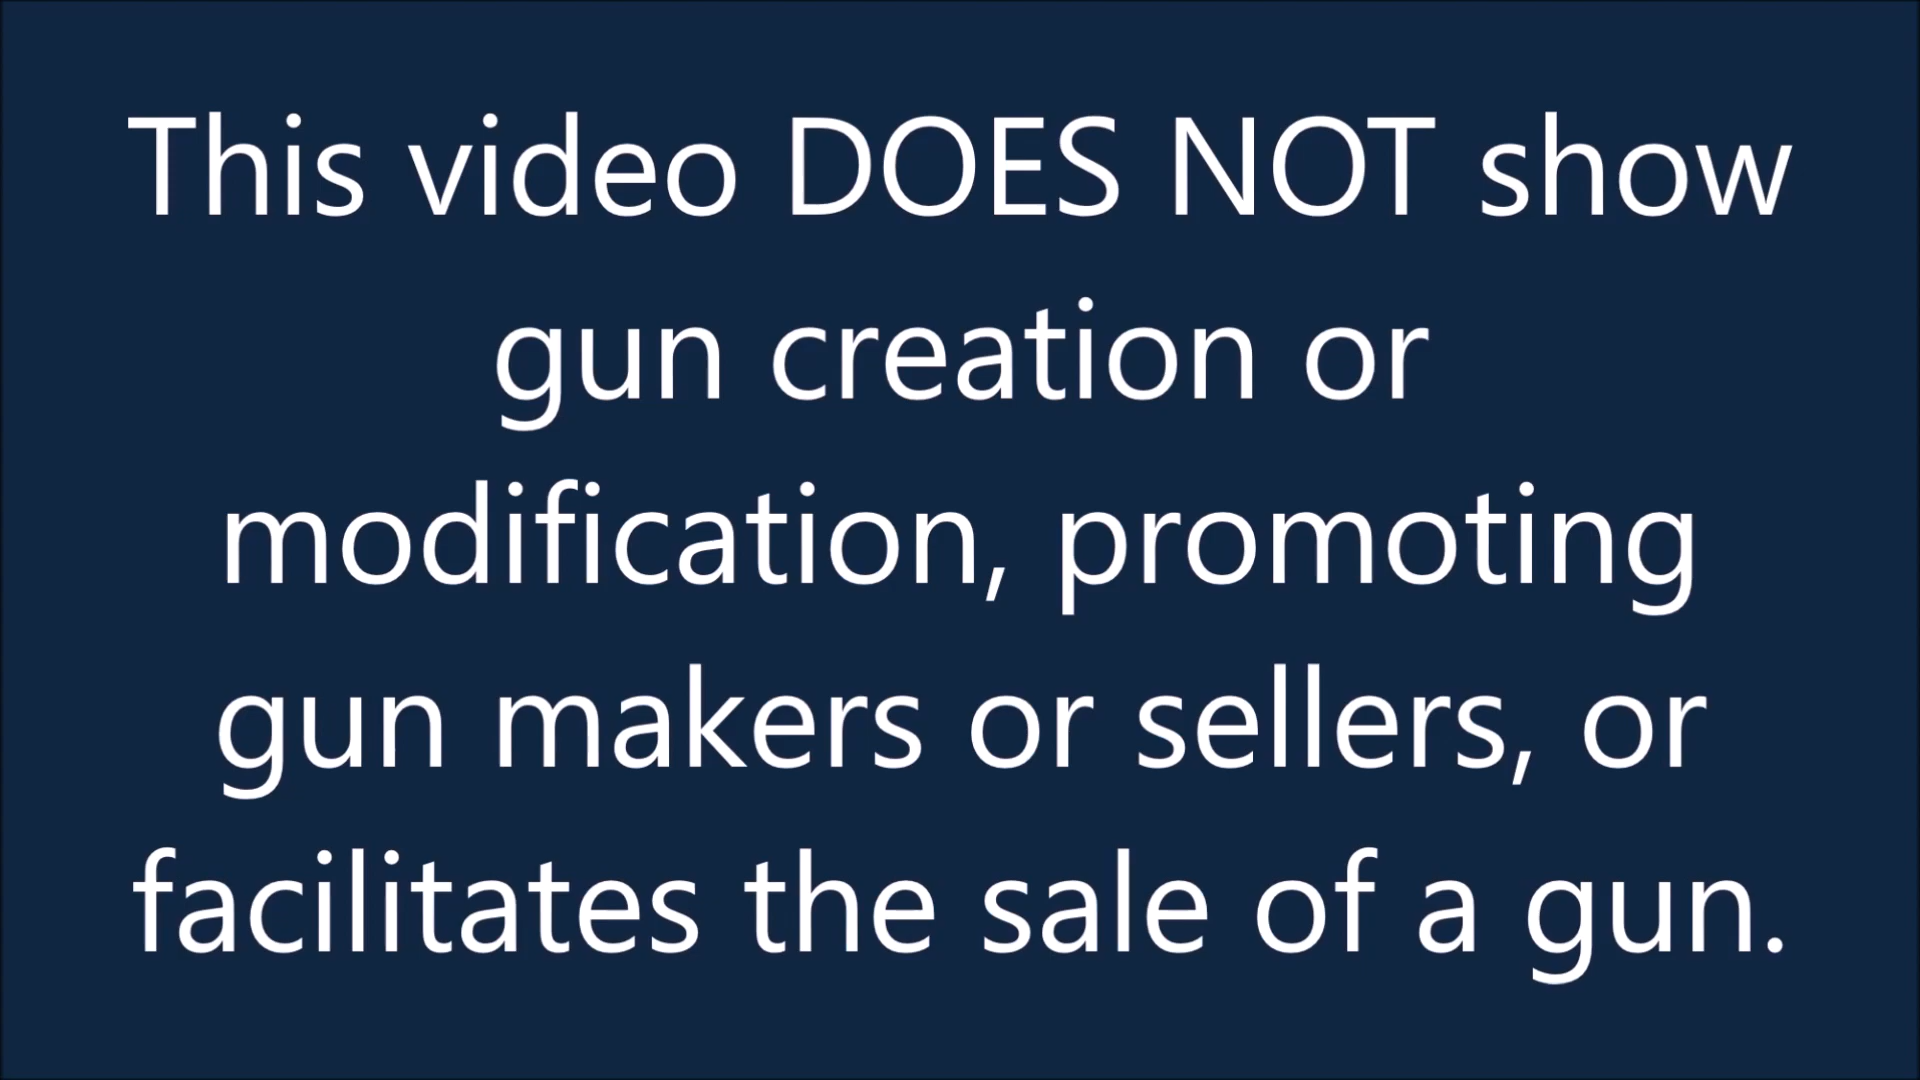 This video DOES NOT show
gun creation or
modification, promoting
gun makers or sellers, or
facilitates the sale of a gun.